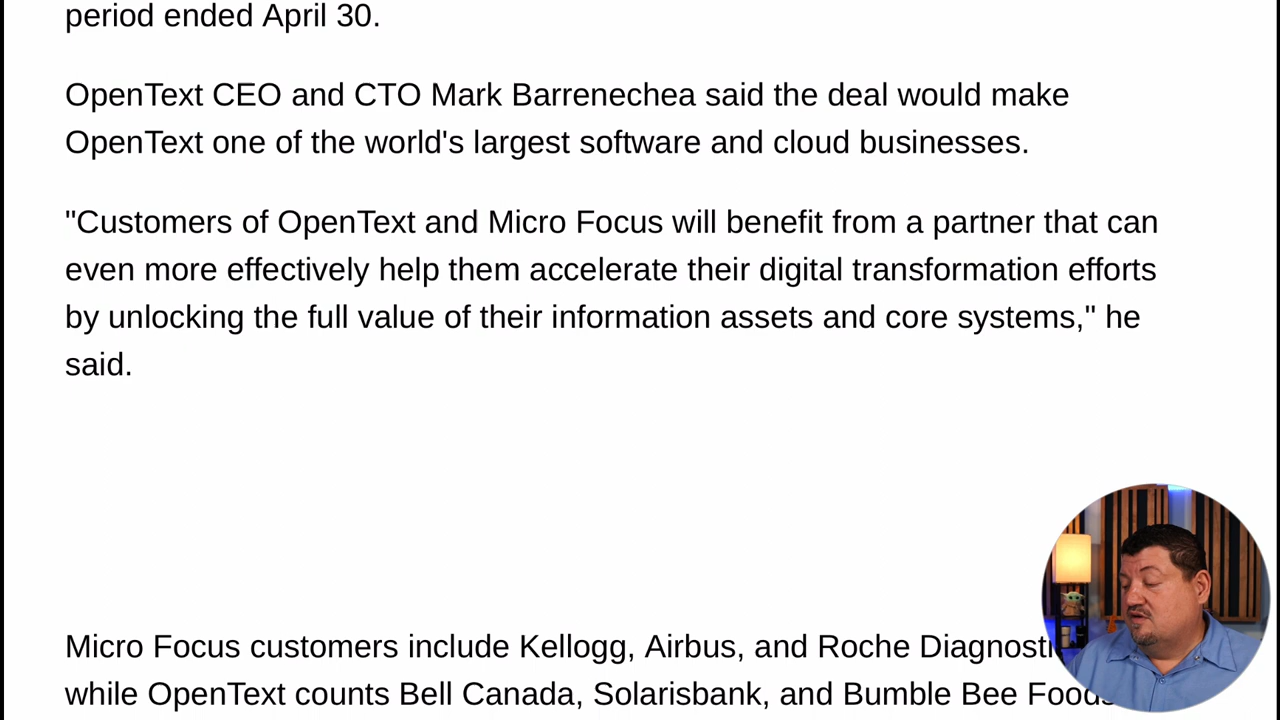 period ended April 30.
OpenText CEO and CTO Mark Barrenechea said the deal would make
OpenText one of the world's largest software and cloud businesses.
"Customers of OpenText and Micro Focus will benefit from a partner that can
even more effectively help them accelerate their digital transformation efforts
by unlocking the full value of their information assets and core systems," he
said.
Micro Focus customers include Kellogg, Airbus, and Roche
while OpenText counts Bell Canada, Solarisbank, and Bumble Bee Foods